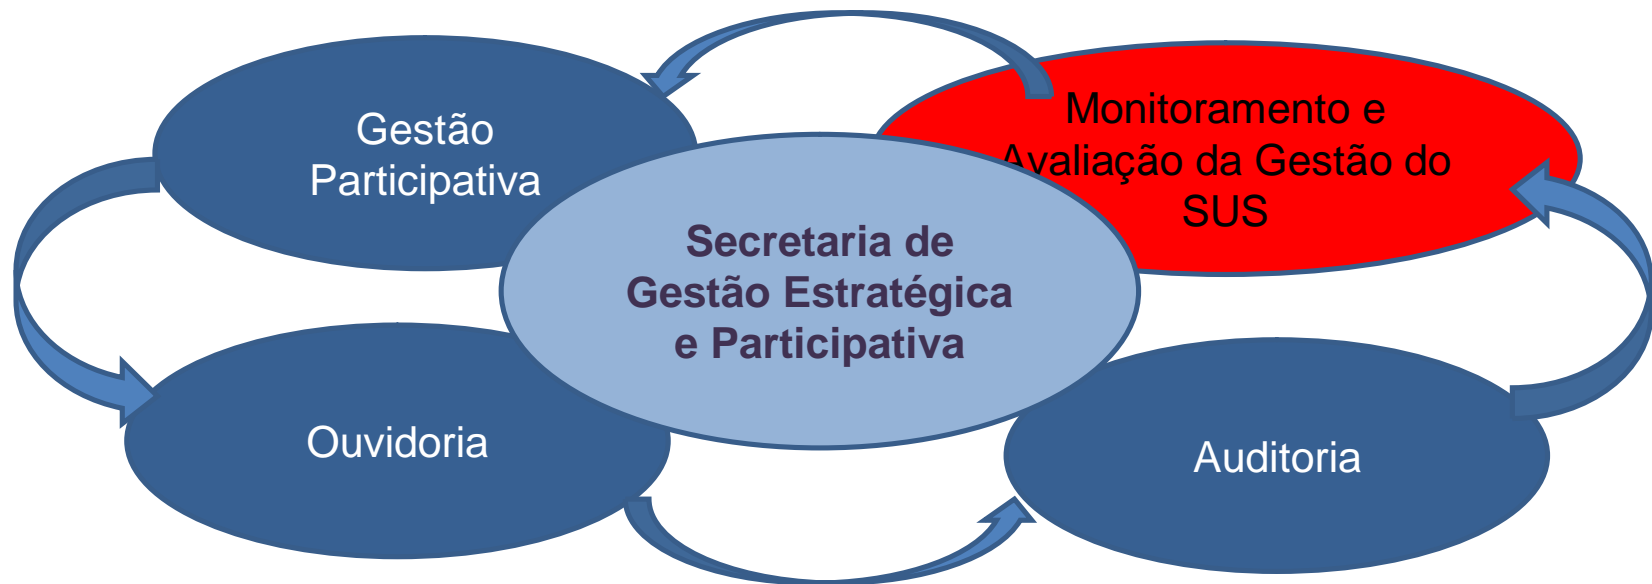 Gestão
Participativa
Monitoramento e
Avaliação da Gestão do
SUS
Secretaria de
Gestão Estratégica
e Participativa
Ouvidoria
Auditoria